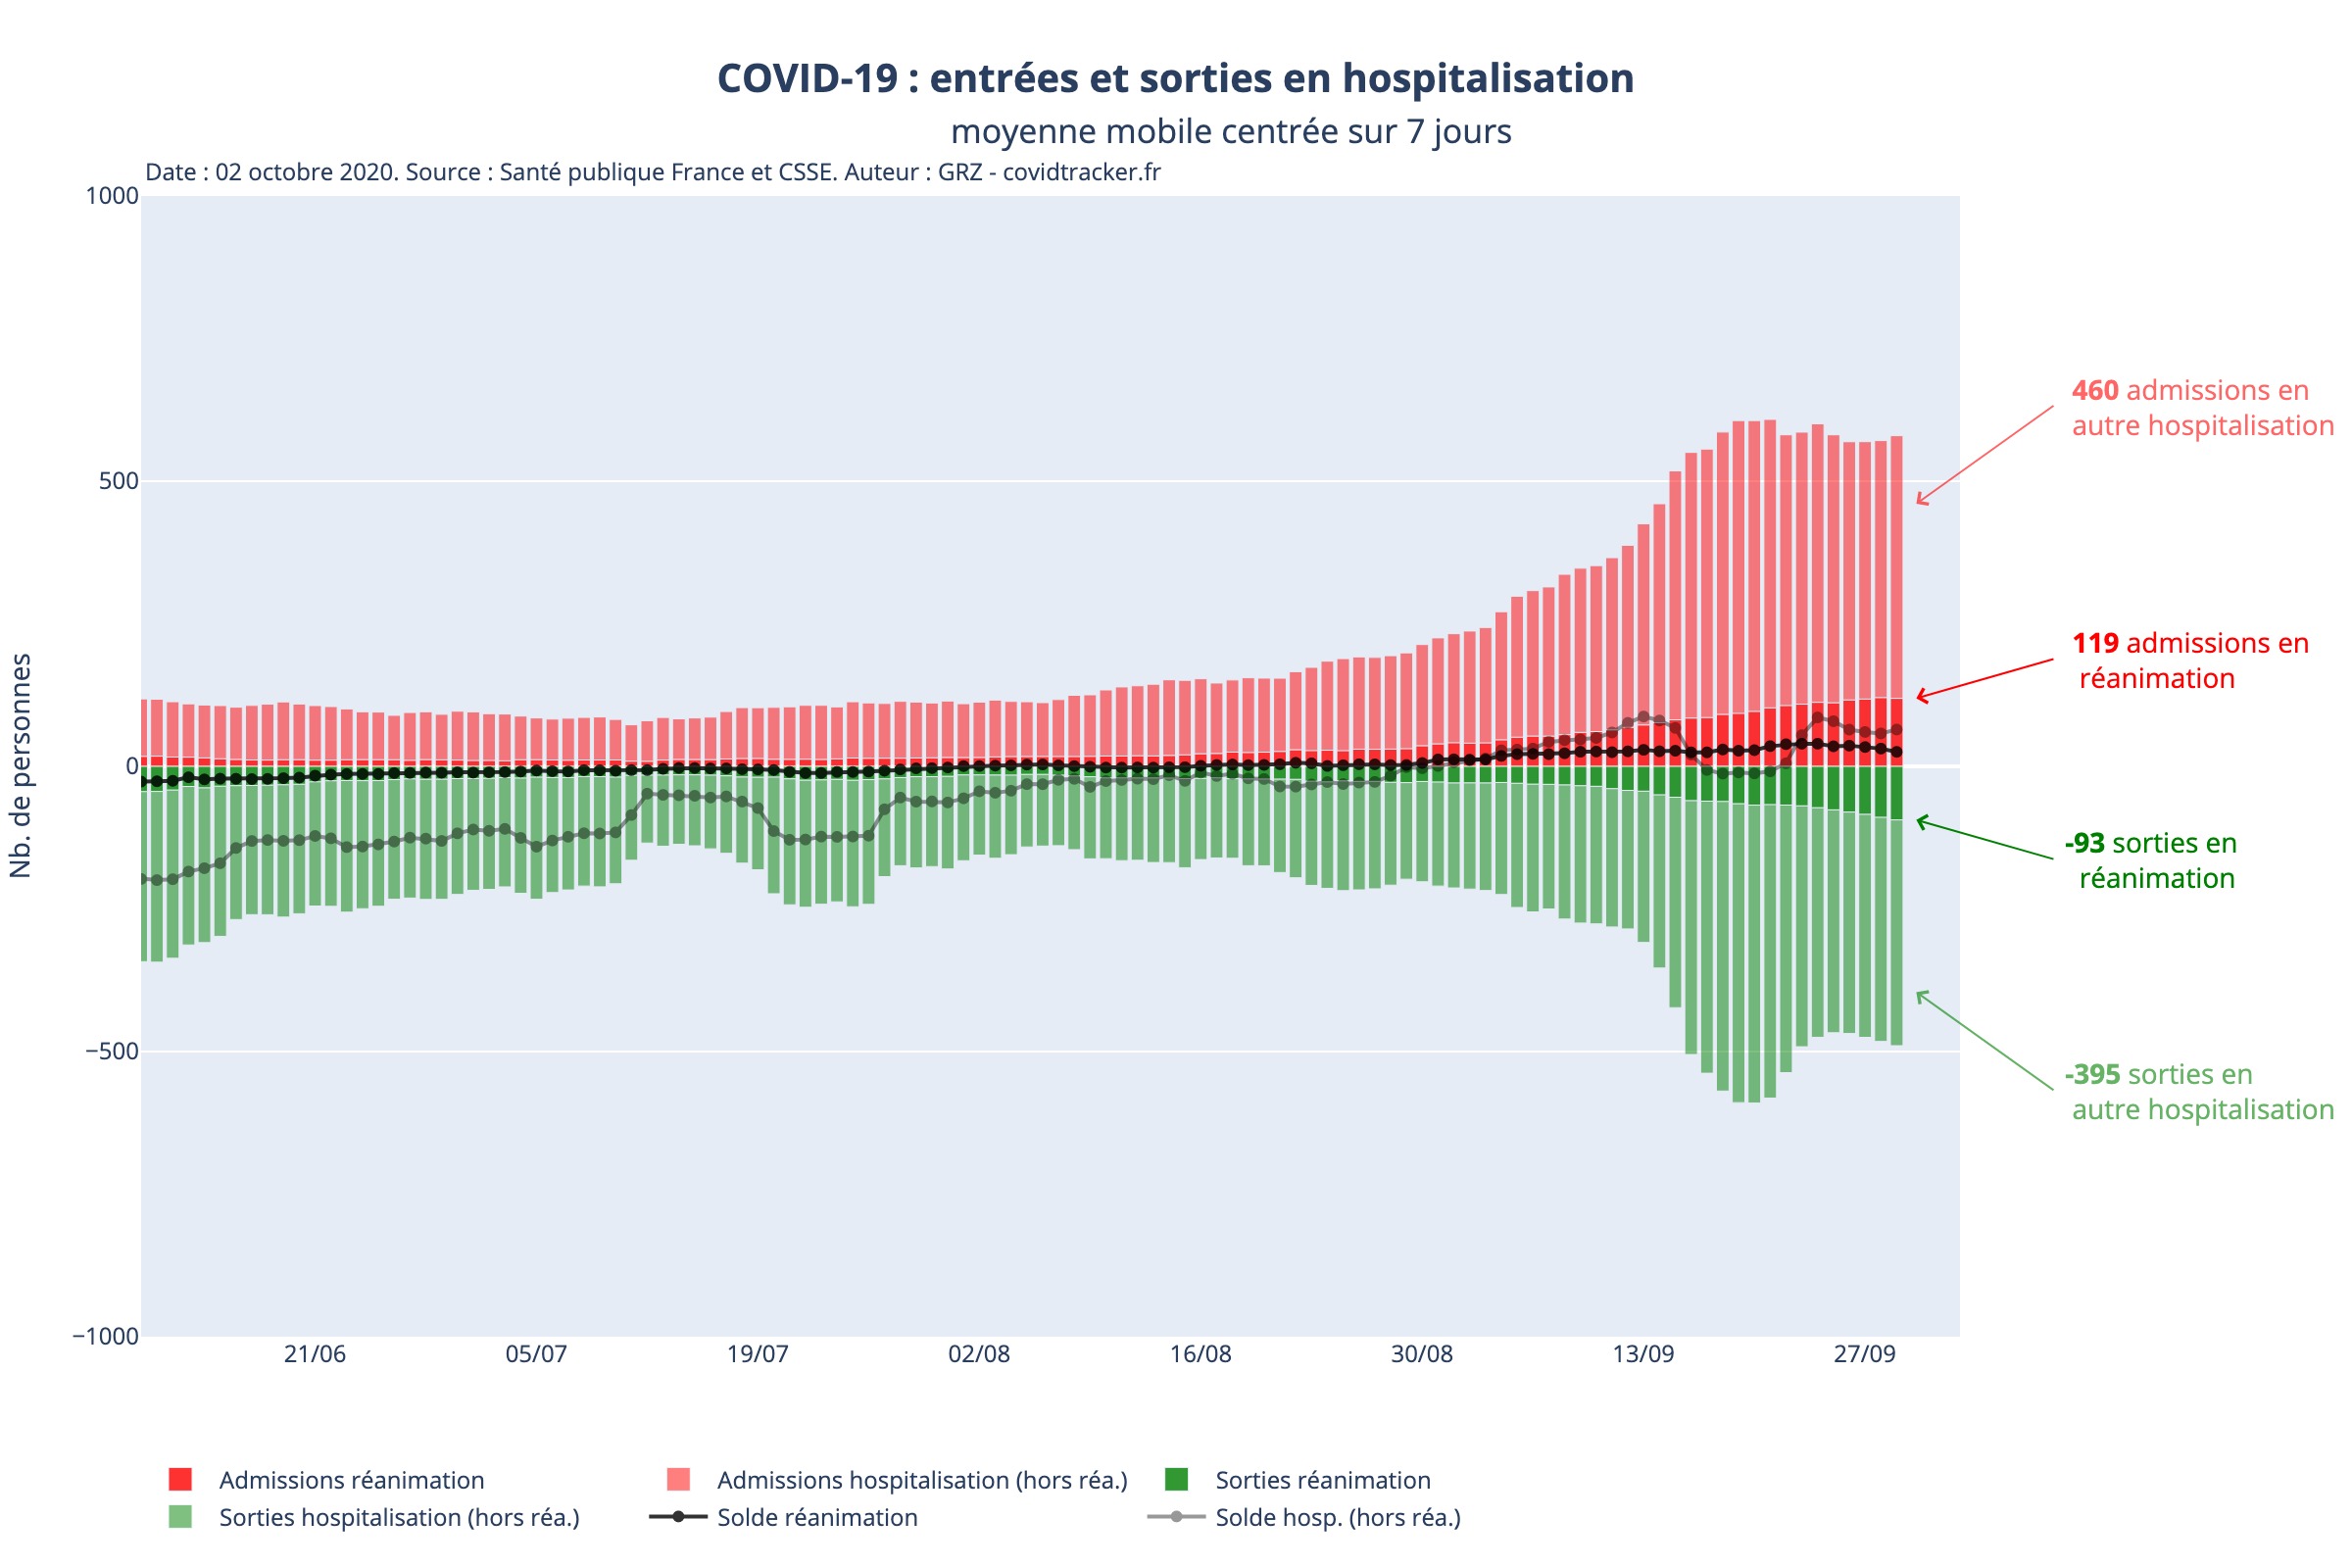 COVID-19 : entrées et sorties en hospitalisation
moyenne mobile centrée sur 7 jours
Date : 02 octobre 2020. Source : Santé publique France et CSSE. Auteur : GRZ - covidtracker.fr
Nb. de personnes
1000
500
0
−500
−1000
21/06
05/07
19/07
02/08
16/08
30/08
13/09
27/09
460 admissions en
autre hospitalisation
119 admissions en
réanimation
-93 sorties en
réanimation
-395 sorties en
autre hospitalisation
Admissions réanimation
Admissions hospitalisation (hors réa.)
Sorties réanimation
Sorties hospitalisation (hors réa.)
Solde réanimation
Solde hosp. (hors réa.)